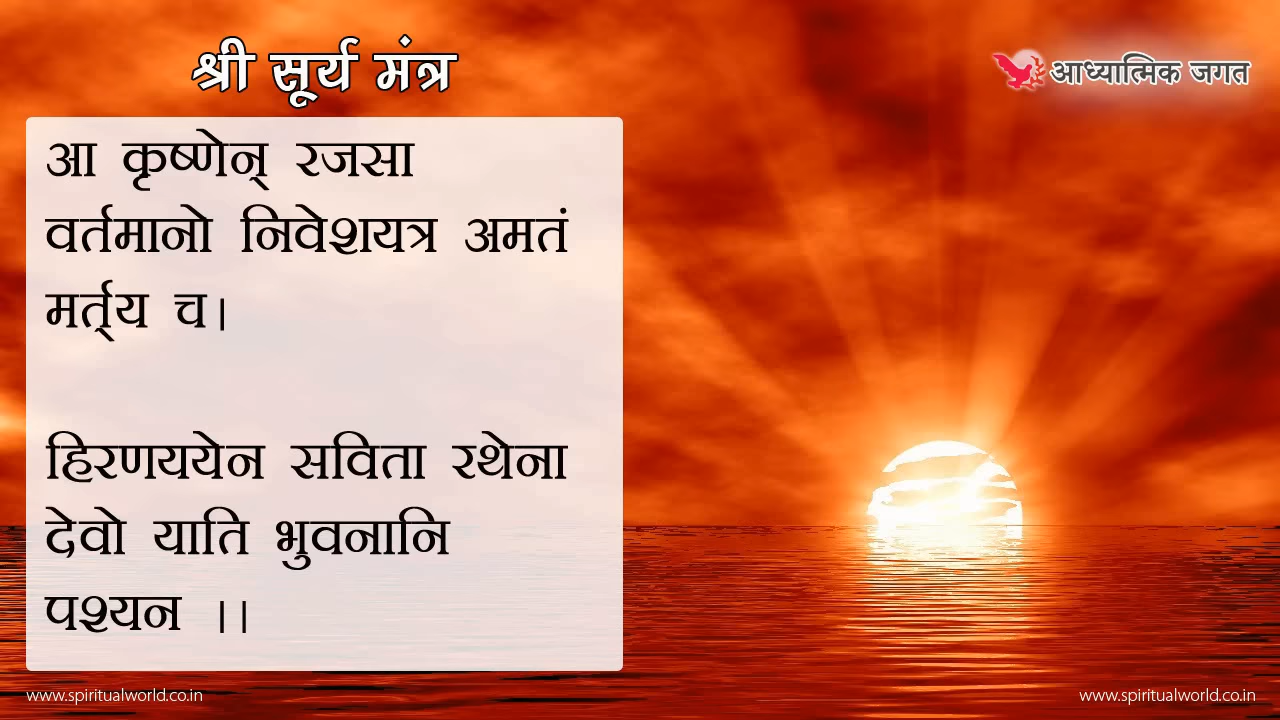 श्री सूर्य मंत्र
आध्यात्मिक जगत
आ कृष्णेन् रजसा
वर्तमानो निवेशयत्र अमतं
मर्त्‌य च।
हिरणययेन सविता रथेना
देवो याति भुवनानि
पश्यन ।।
www.spiritualworld.co.in
www.spiritualworld.co.in